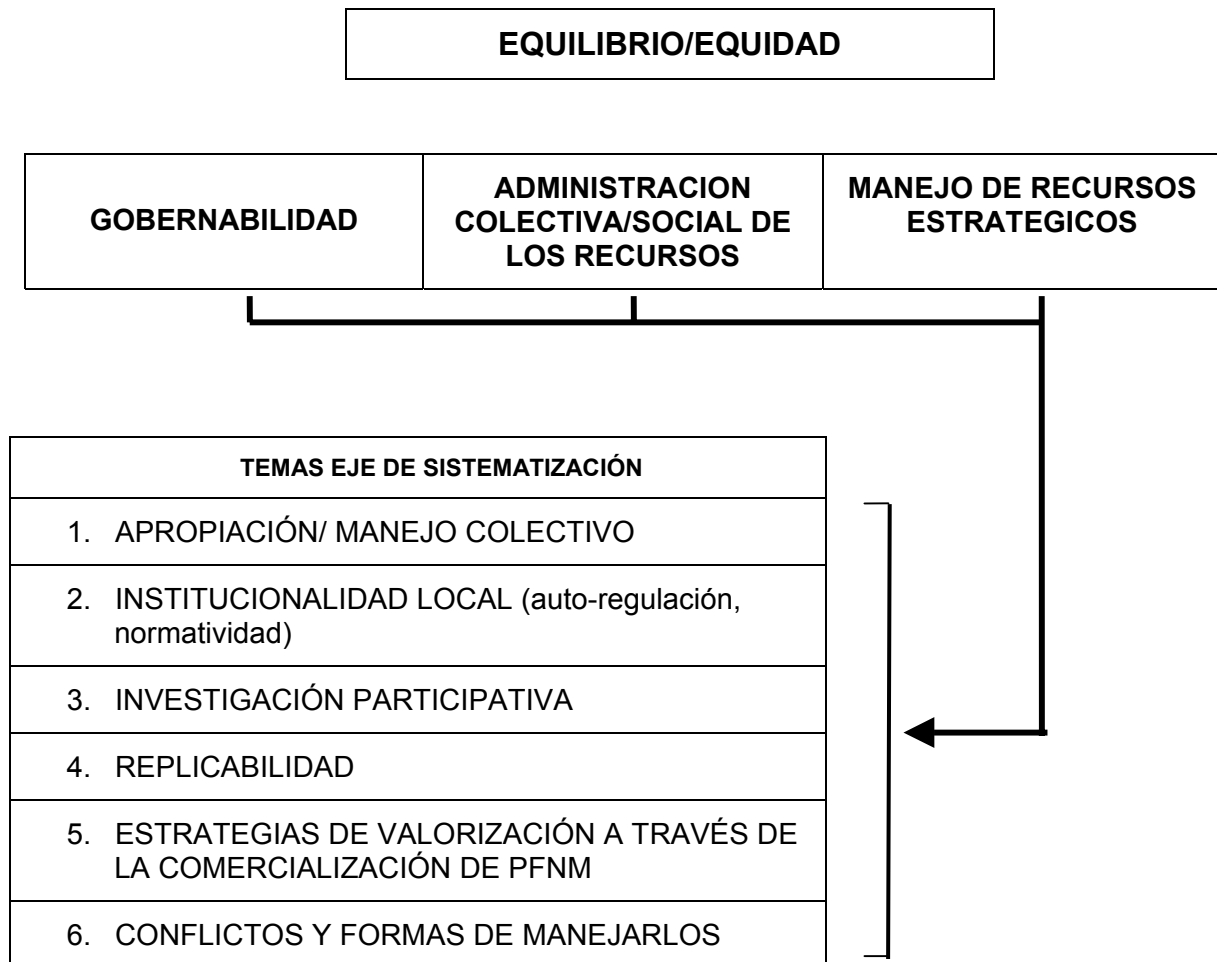 EQUILIBRIO/EQUIDAD
GOBERNABILIDAD
ADMINISTRACION
COLECTIVA/SOCIAL DE
LOS RECURSOS
MANEJO DE RECURSOS
ESTRATEGICOS
TEMAS EJE DE SISTEMATIZACIÓN
1. APROPIACIÓN/ MANEJO COLECTIVO
2. INSTITUCIONALIDAD LOCAL (auto-regulación,
normatividad)
3. INVESTIGACIÓN PARTICIPATIVA
4. REPLICABILIDAD
5. ESTRATEGIAS DE VALORIZACIÓN A TRAVÉS DE
LA COMERCIALIZACIÓN DE PFNM
6. CONFLICTOS Y FORMAS DE MANEJARLOS